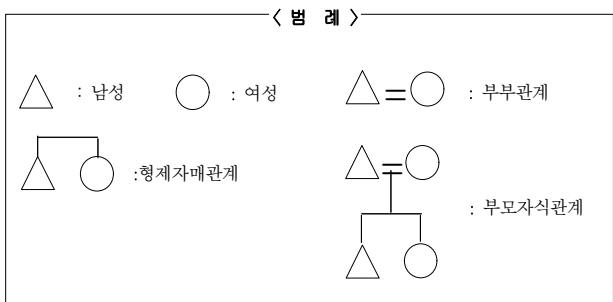 < 범 례 >
: 남성
: 여성
: 부부관계
:형제자매관계
: 부모자식관계